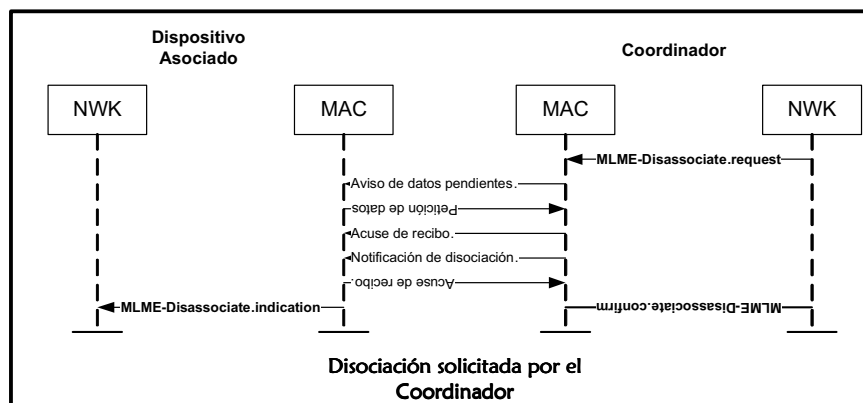 Dispositivo
Asociado
Coordinador
NWK
MAC
MAC
NWK
MLME-Disassociate.request
Aviso de datos pendientes.
Petición de datos
Acuse de recibo.
Notificación de disociación.
Acuse de recibo.
MLME-Disassociate.indication
MLME-Disassociate.confirm
Disociación solicitada por el
Coordinador